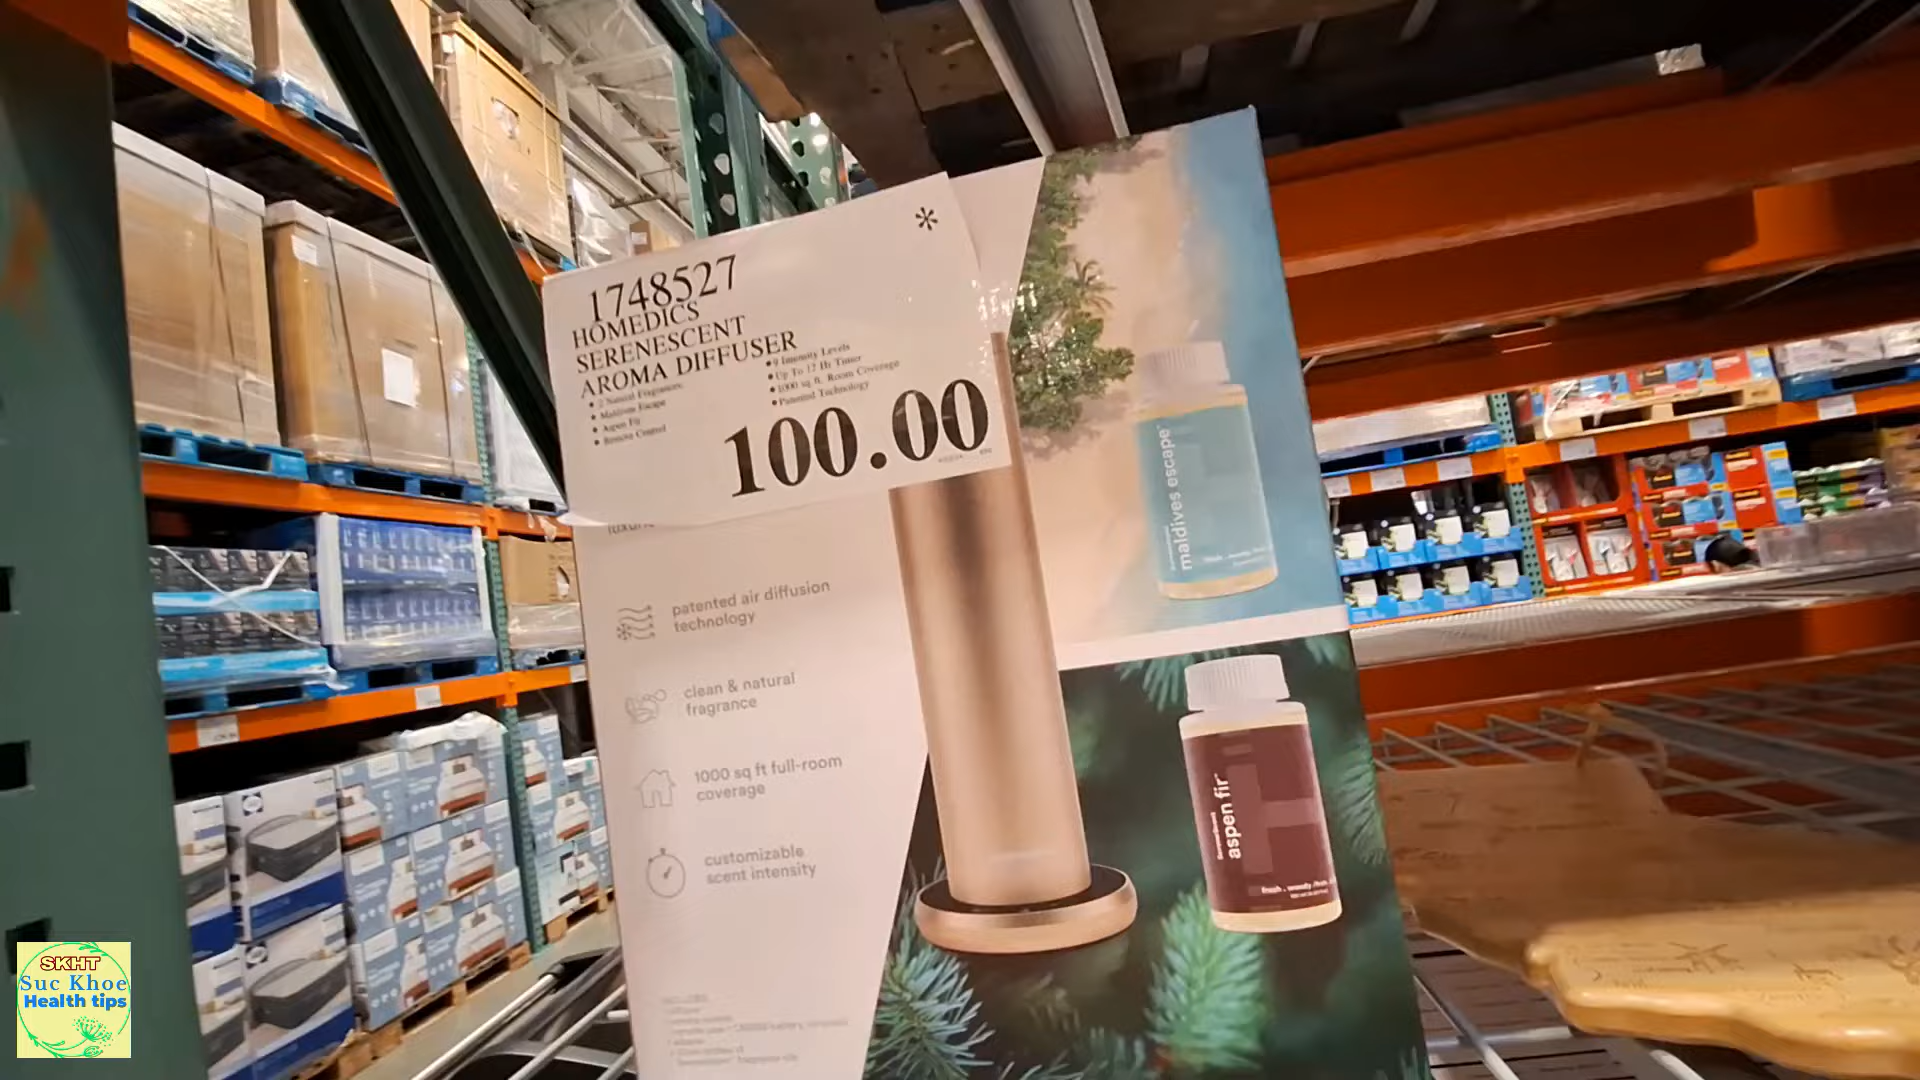 *
1748527
HOMEDICS
SERENESCENT
AROMA DIFFUSER
• 2 Natural Fragrances:
• Maldives Escape
• Aspen Fir
• Remote Control
• 9 Intensity Levels
• Up To 12 Hr Timer
• 1000 sq ft. Room Coverage
• Patented Technology
100.00
patented air diffusion
technology
clean & natural
fragrance
1000 sq ft full-room
coverage
customizable
scent intensity
maldives escape
aspen fir
fresh . woody
SKHT
Suc Khoe
Health tips